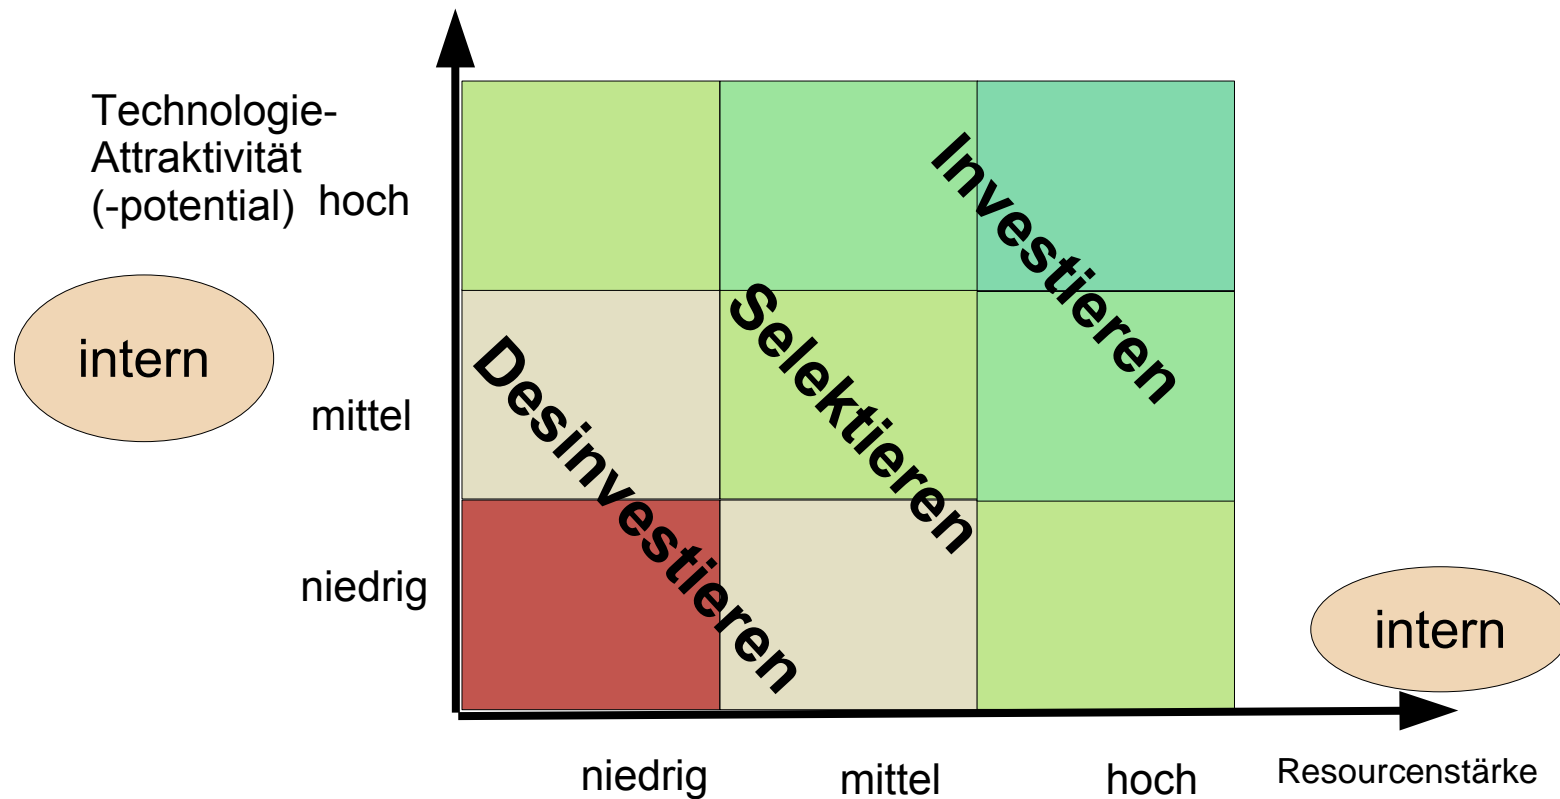 Technologie-
Attraktivität
(-potential)
hoch
intern
mittel
niedrig
Investieren
Selektieren
Desinvestieren
intern
niedrig
mittel
hoch
Resourcenstärke